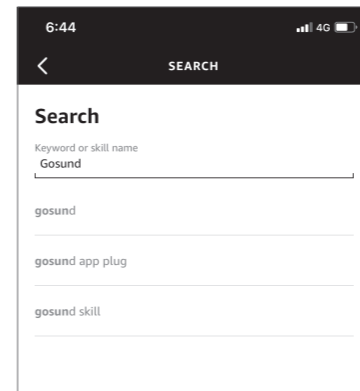 6:44
4G
SEARCH
Search
Keyword or skill name
Gosund
gosund
gosund app plug
gosund skill